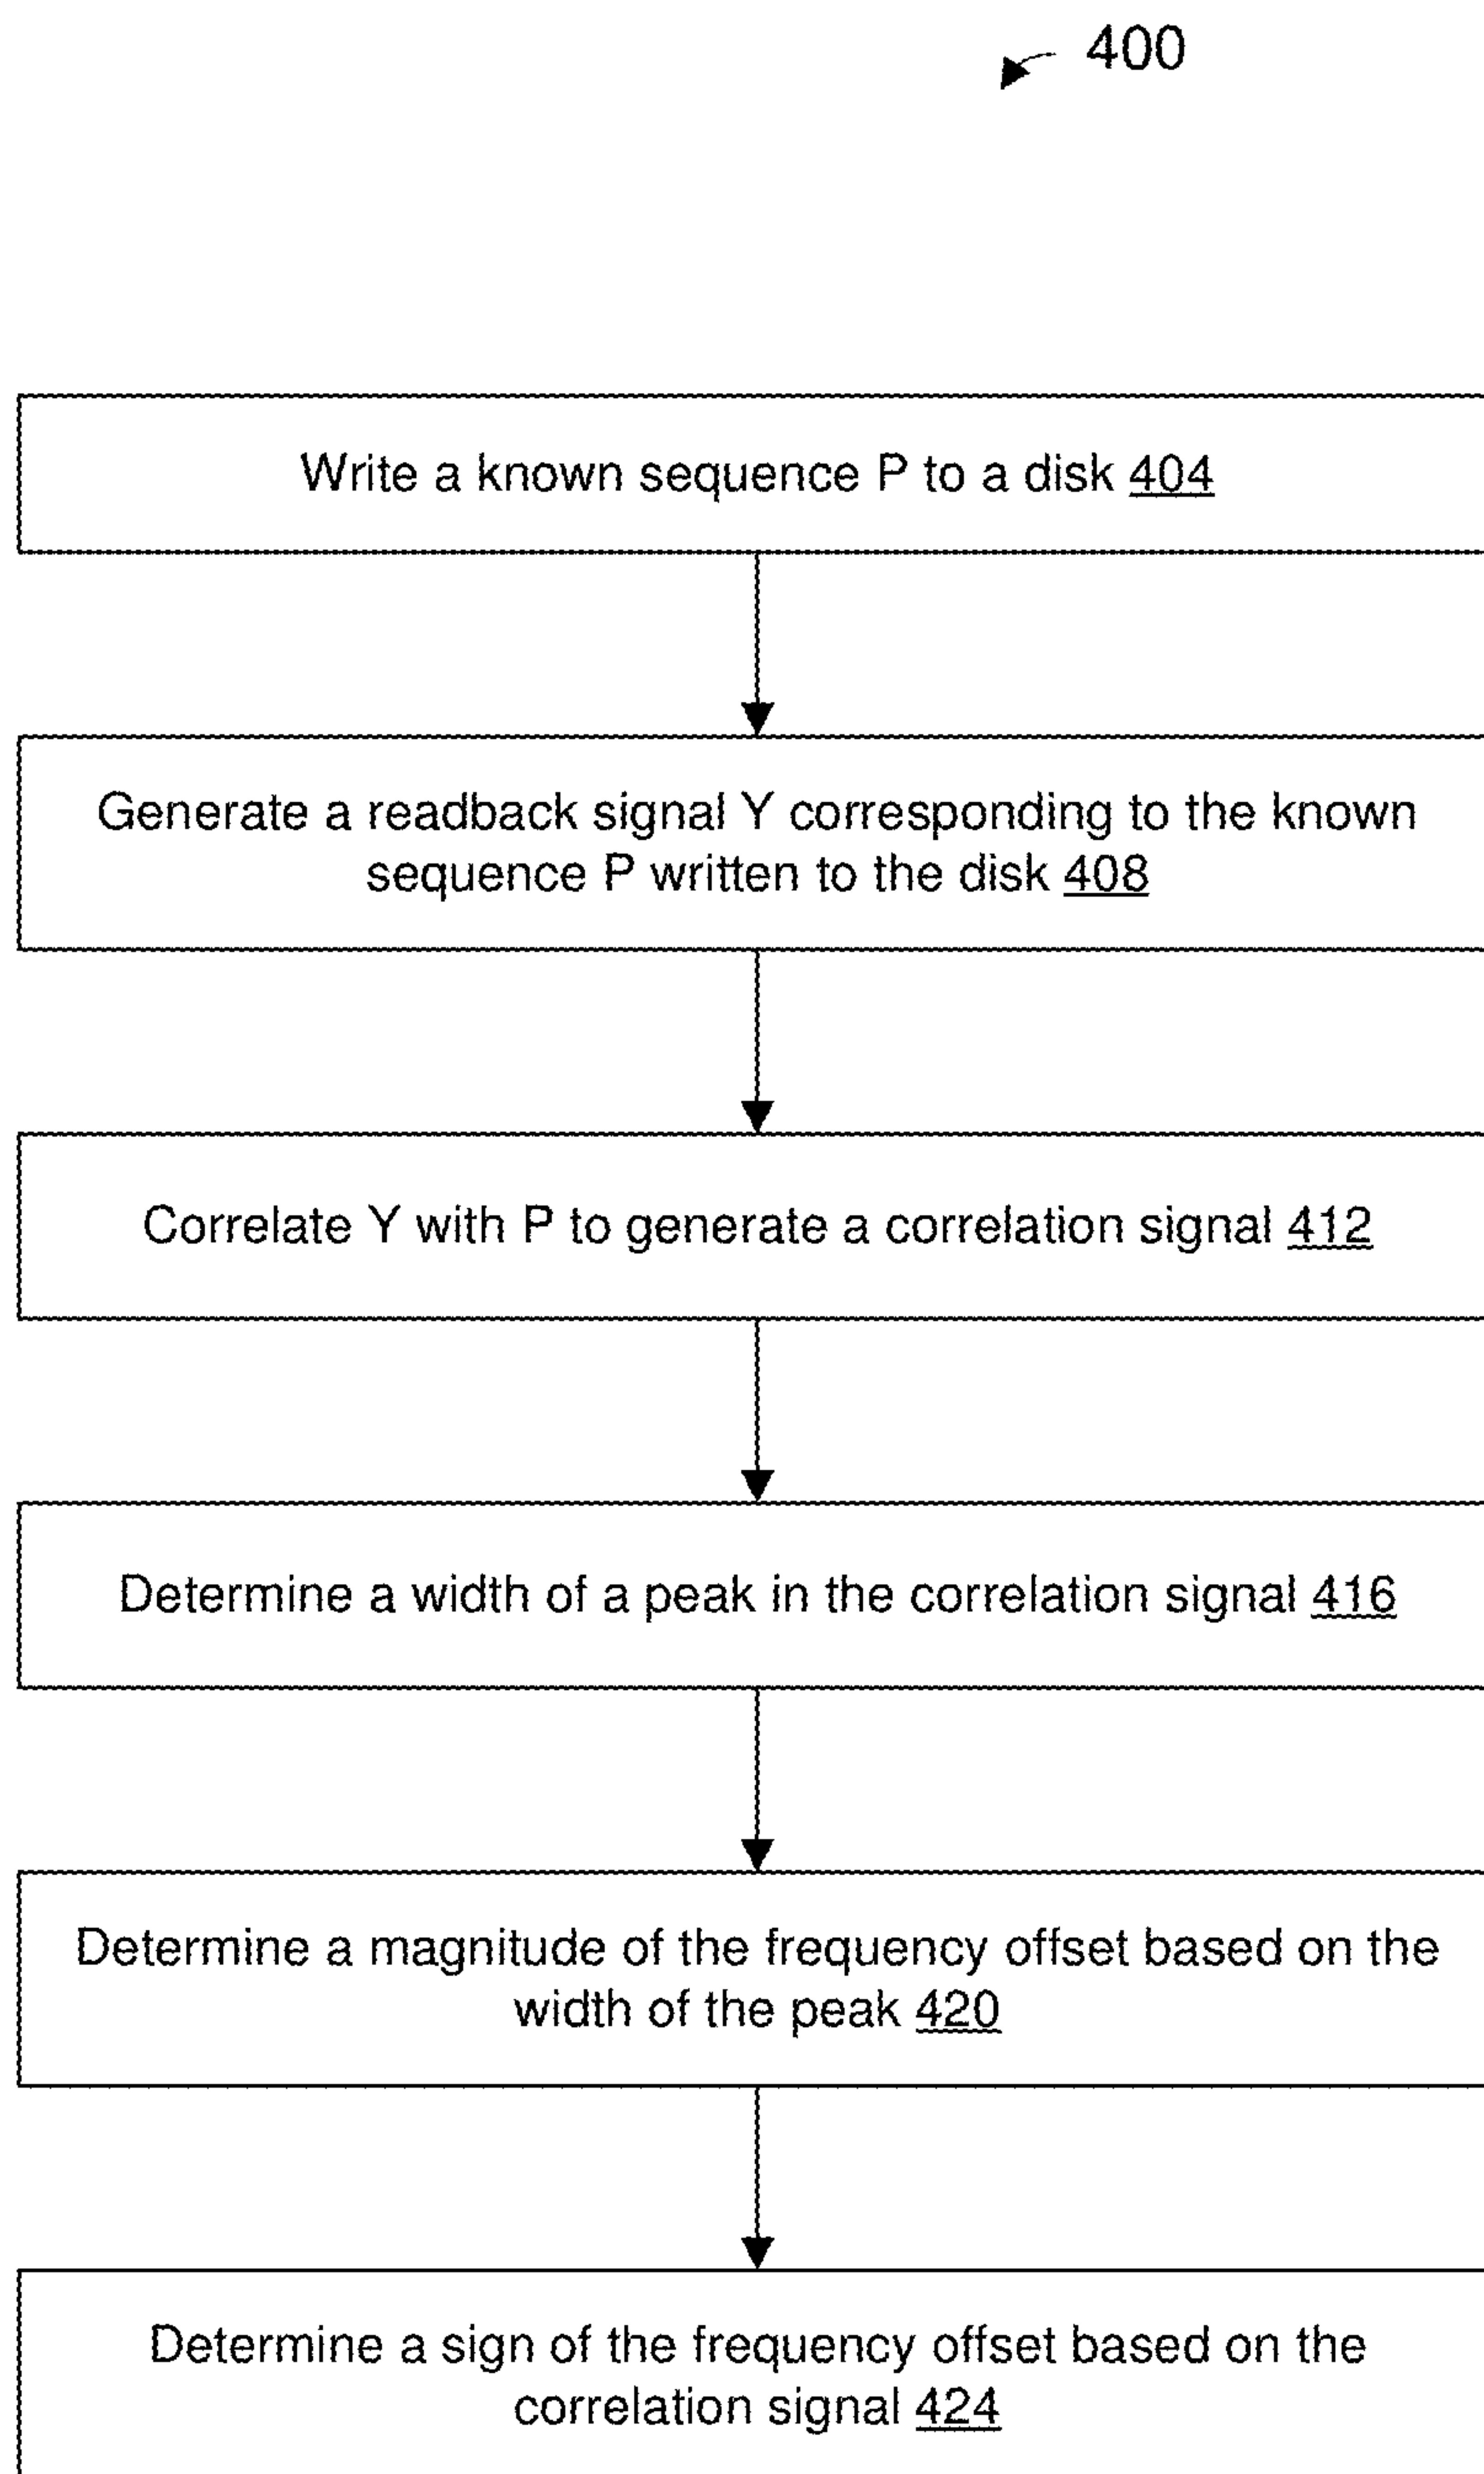 400
Write a known sequence P to a disk 404
Generate a readback signal Y corresponding to the known
sequence P written to the disk 408
Correlate Y with P to generate a correlation signal 412
Determine a width of a peak in the correlation signal 416
Determine a magnitude of the frequency offset based on the
width of the peak 420
Determine a sign of the frequency offset based on the
correlation signal 424